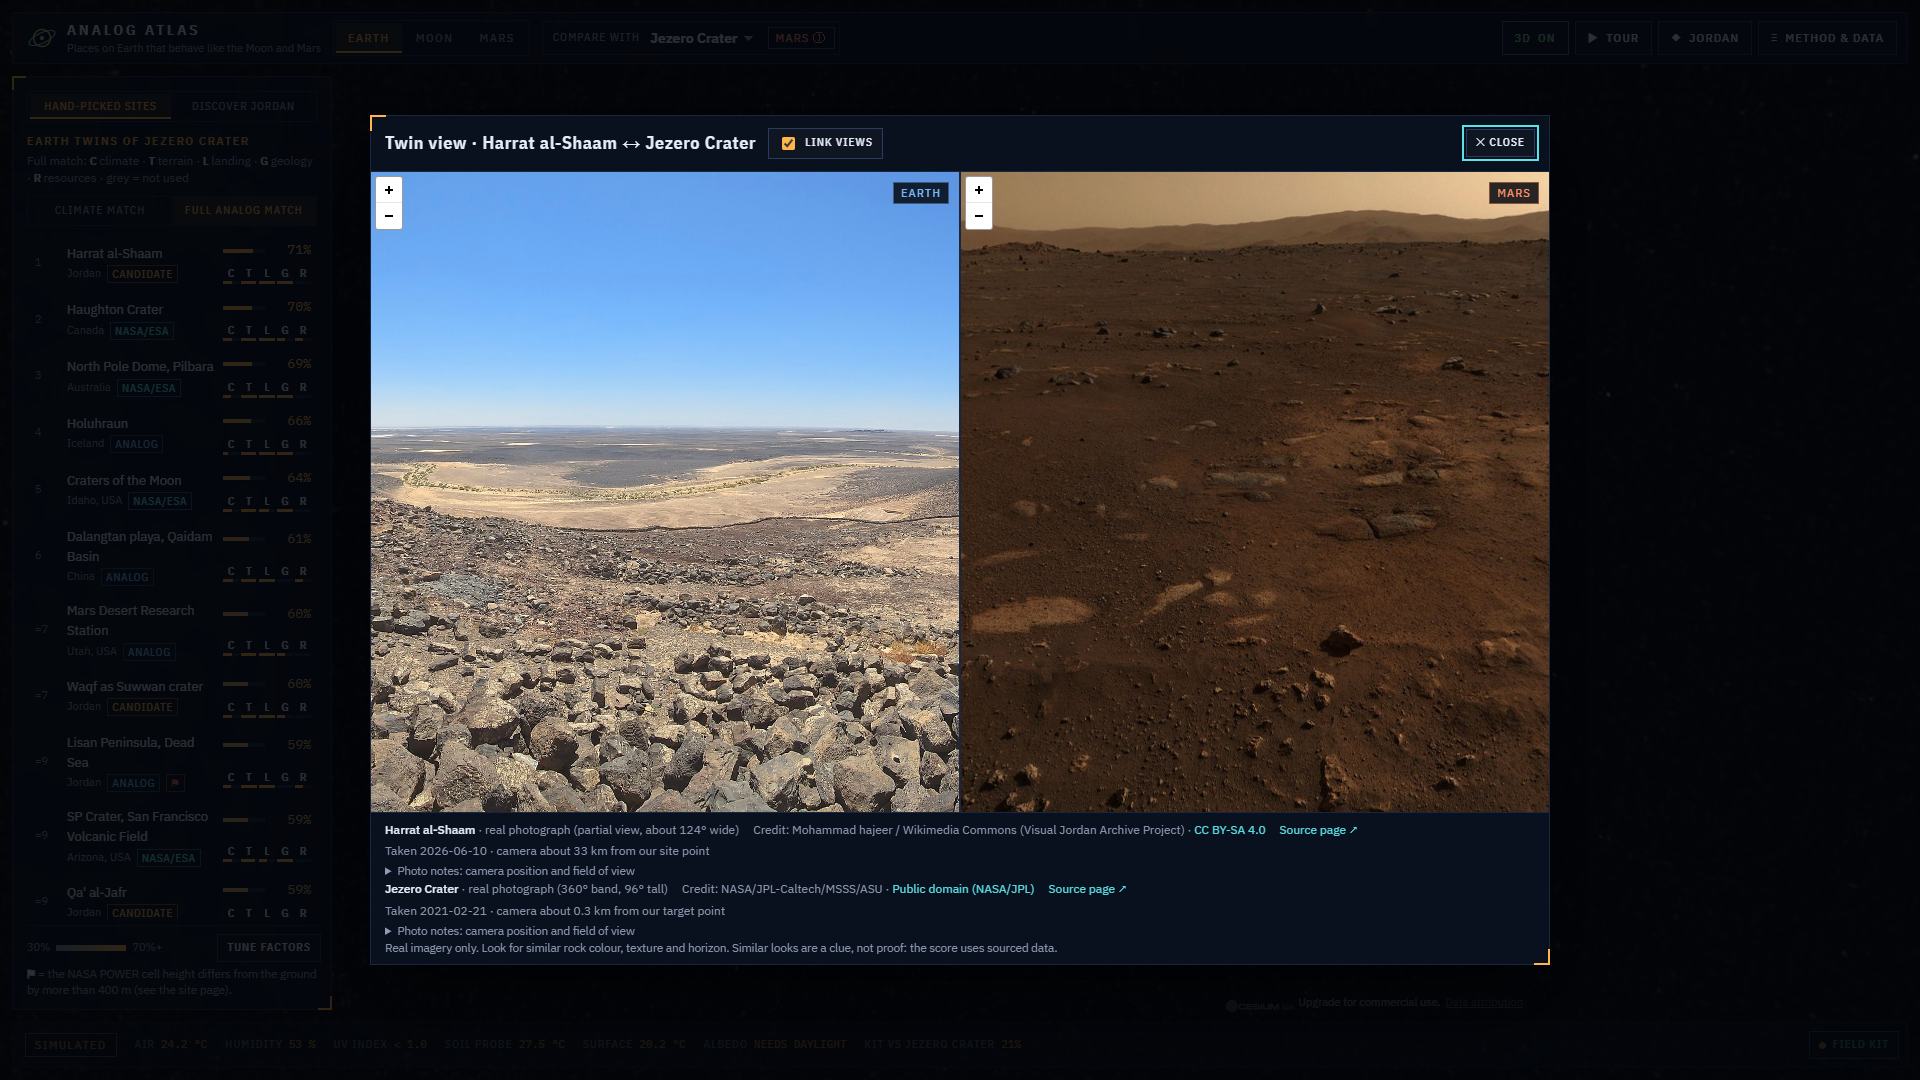 ANALOG ATLAS
Places on Earth that behave like the Moon and Mars
EARTH MOON MARS
COMPARE WITH Jezero Crater MARS ⓘ
3D ON
▶ TOUR
◆ JORDAN
Ξ METHOD & DATA
HAND-PICKED SITES DISCOVER JORDAN
EARTH TWINS OF JEZERO CRATER
Full match: C climate · T terrain · L landing · G geology
· R resources · grey = not used
CLIMATE MATCH FULL ANALOG MATCH
1 Harrat al-Shaam 71%
Jordan CANDIDATE C T L G R
2 Haughton Crater 70%
Canada NASA/ESA C T L G R
3 North Pole Dome, Pilbara 69%
Australia NASA/ESA C T L G R
4 Holuhraun 66%
Iceland ANALOG C T L G R
5 Craters of the Moon 64%
Idaho, USA NASA/ESA C T L G R
6 Dalangtan playa, Qaidam Basin 61%
China ANALOG C T L G R
=7 Mars Desert Research Station 60%
Utah, USA ANALOG C T L G R
=7 Waqf as Suwwan crater 60%
Jordan CANDIDATE C T L G R
=9 Lisan Peninsula, Dead Sea 59%
Jordan ANALOG C T L G R
=9 SP Crater, San Francisco Volcanic Field 59%
Arizona, USA NASA/ESA C T L G R
=9 Qa' al-Jafr 59%
Jordan CANDIDATE C T L G R
30% 70%+ TUNE FACTORS
= the NASA POWER cell height differs from the ground
by more than 400 m (see the site page).
Twin view · Harrat al-Shaam ↔ Jezero Crater LINK VIEWS
× CLOSE
+
−
EARTH
+
−
MARS
Harrat al-Shaam · real photograph (partial view, about 124° wide) Credit: Mohammad hajeer / Wikimedia Commons (Visual Jordan Archive Project) · CC BY-SA 4.0 Source page ↗
Taken 2026-06-10 · camera about 33 km from our site point
▶ Photo notes: camera position and field of view
Jezero Crater · real photograph (360° band, 96° tall) Credit: NASA/JPL-Caltech/MSSS/ASU · Public domain (NASA/JPL) Source page ↗
Taken 2021-02-21 · camera about 0.3 km from our target point
▶ Photo notes: camera position and field of view
Real imagery only. Look for similar rock colour, texture and horizon. Similar looks are a clue, not proof: the score uses sourced data.
CESIUM ion Upgrade for commercial use. Data attribution
SIMULATED AIR 24.2 °C HUMIDITY 53 % UV INDEX < 1.0 SOIL PROBE 27.5 °C SURFACE 20.2 °C ALBEDO NEEDS DAYLIGHT KIT VS JEZERO CRATER 21%
● FIELD KIT